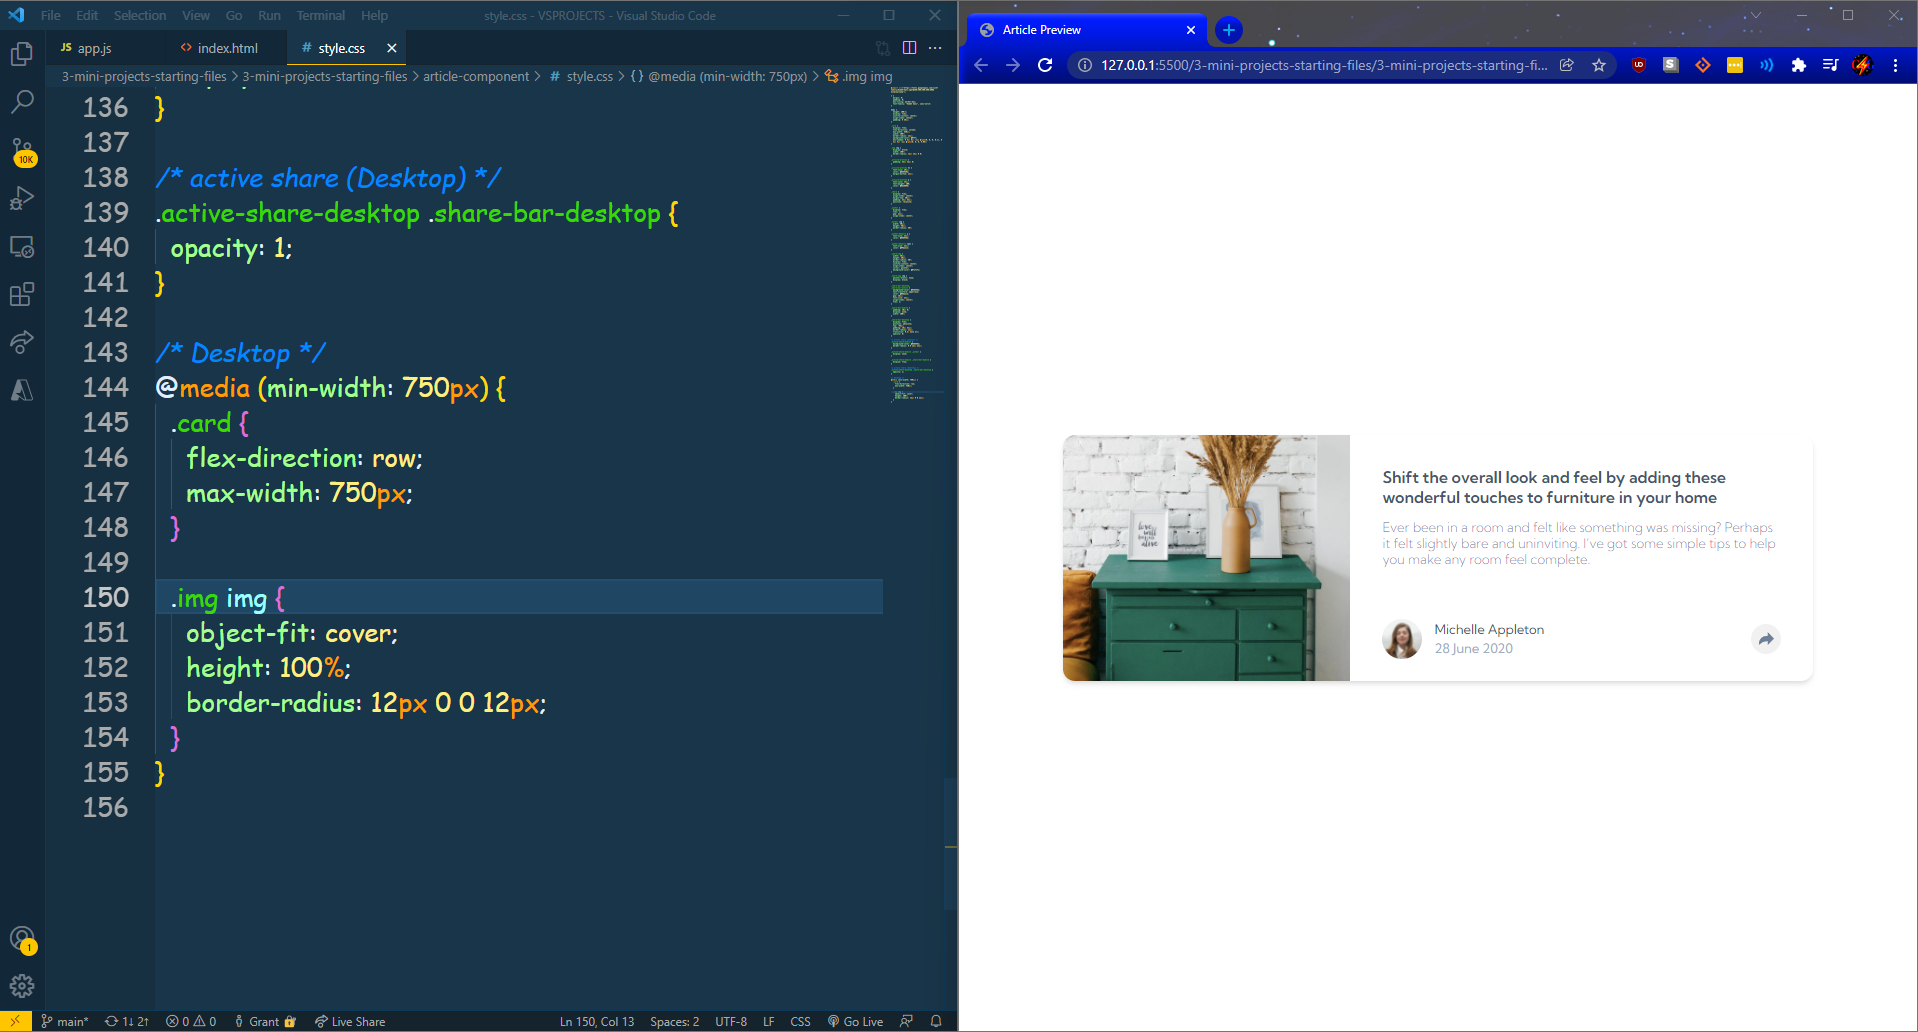 File Edit Selection View Go Run Terminal Help style.css - VSPROJECTS - Visual Studio Code
JS app.js <> index.html # style.css
3-mini-projects-starting-files > 3-mini-projects-starting-files > article-component > # style.css > {} @media (min-width: 750px) > .img img
136 }
137
138 /* active share (Desktop) */
139 .active-share-desktop .share-bar-desktop {
140 opacity: 1;
141 }
142
143 /* Desktop */
144 @media (min-width: 750px) {
145 .card {
146 flex-direction: row;
147 max-width: 750px;
148 }
149
150 .img img {
151 object-fit: cover;
152 height: 100%;
153 border-radius: 12px 0 0 12px;
154 }
155 }
156
10K
1
main* 1↓ 2↑ 0 0 Grant Live Share Ln 150, Col 13 Spaces: 2 UTF-8 LF CSS Go Live
Article Preview
127.0.0.1:5500/3-mini-projects-starting-files/3-mini-projects-starting-fi...
Shift the overall look and feel by adding these
wonderful touches to furniture in your home
Ever been in a room and felt like something was missing? Perhaps
it felt slightly bare and uninviting. I've got some simple tips to help
you make any room feel complete.
Michelle Appleton
28 June 2020